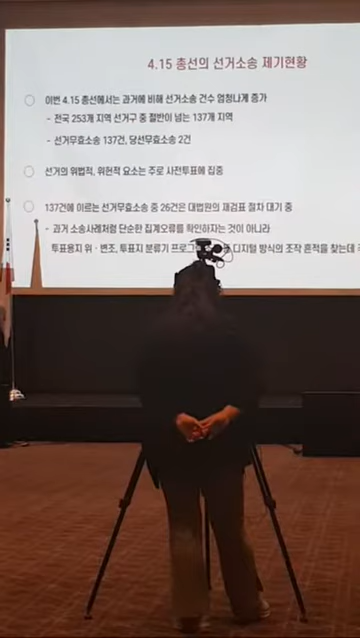 4.15 총선의 선거소송 제기현황
이번 4.15 총선에서는 과거에 비해 선거소송 건수 엄청나게 증가
- 전국 253개 지역 선거구 중 절반이 넘는 137개 지역
- 선거무효소송 137건, 당선무효소송 2건
선거의 위법적, 위헌적 요소는 주로 사전투표에 집중
137건에 이르는 선거무효소송 중 26건은 대법원의 재검표 절차 대기 중
- 과거 소송사례처럼 단순한 집계오류를 확인하자는 것이 아니라
투표용지 위·변조, 투표지 분류기 프로그 디지털 방식의 조작 흔적을 찾는데